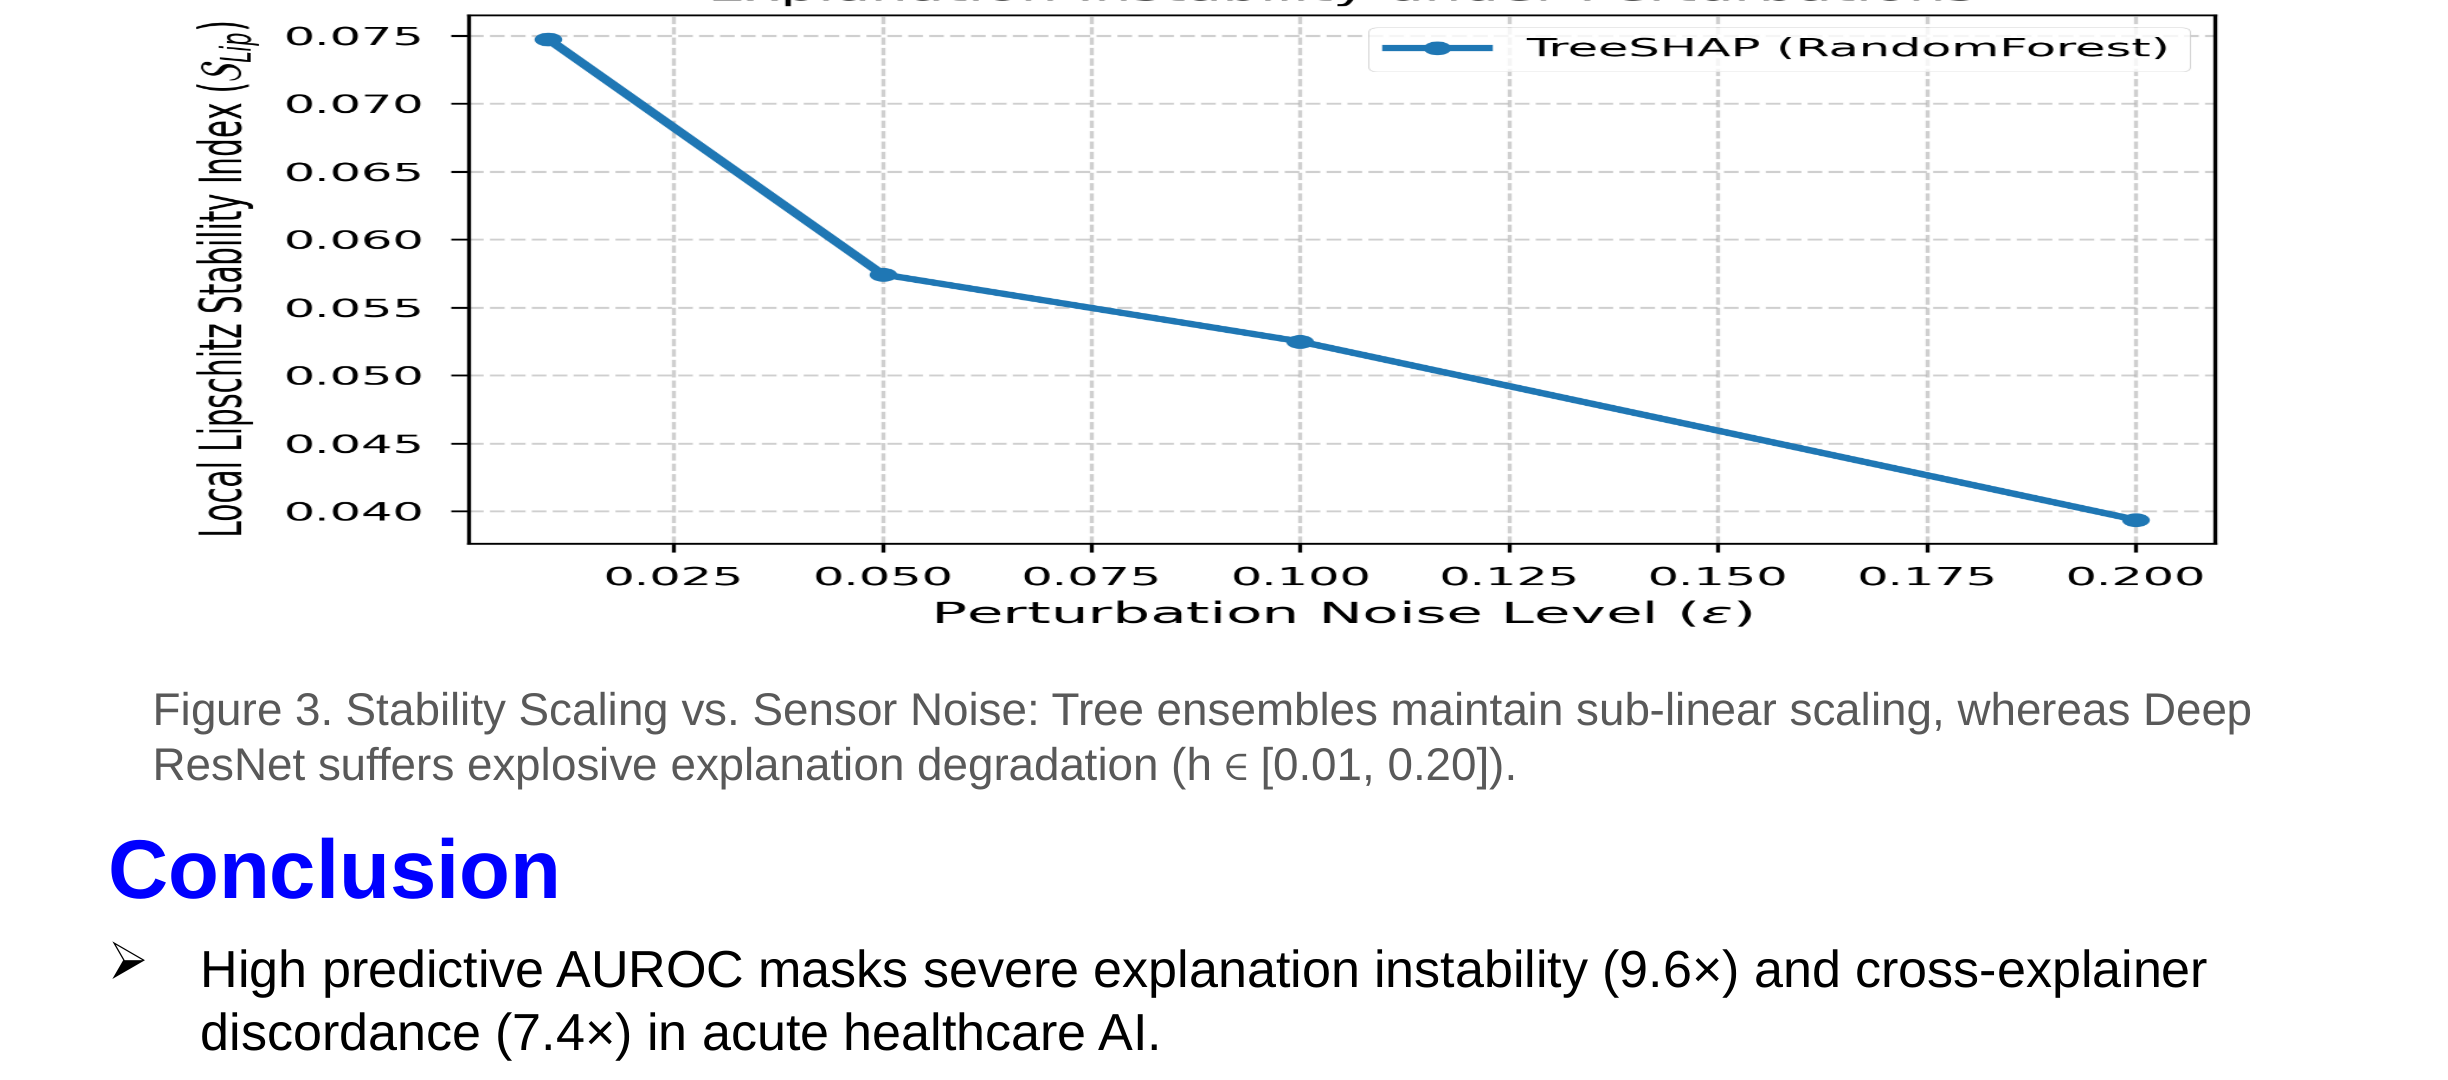 Explanation Instability under Perturbations
Local Lipschitz Stability Index (S_Lip)
0.075
0.070
0.065
0.060
0.055
0.050
0.045
0.040
TreeSHAP (RandomForest)
0.025 0.050 0.075 0.100 0.125 0.150 0.175 0.200
Perturbation Noise Level (ε)
Figure 3. Stability Scaling vs. Sensor Noise: Tree ensembles maintain sub-linear scaling, whereas Deep
ResNet suffers explosive explanation degradation (h ∈ [0.01, 0.20]).
Conclusion
➢ High predictive AUROC masks severe explanation instability (9.6×) and cross-explainer
discordance (7.4×) in acute healthcare AI.